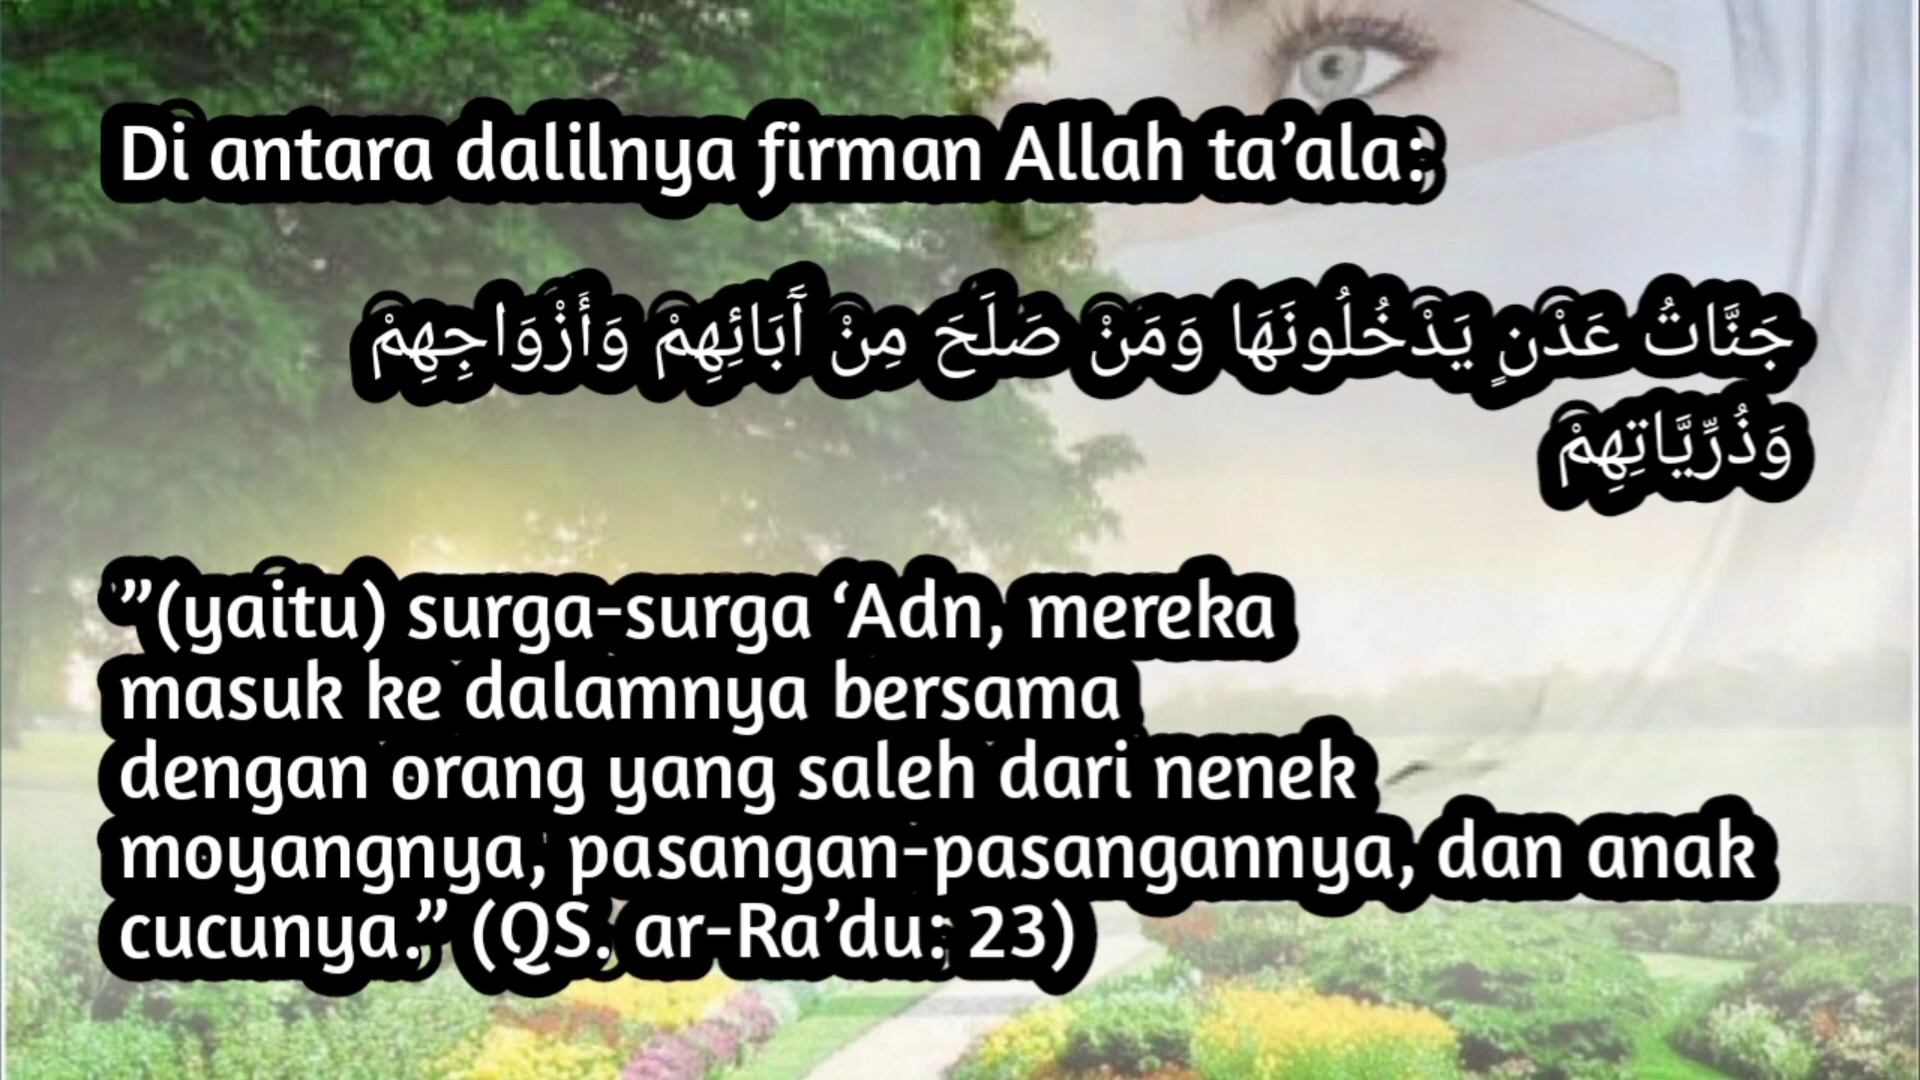 Di antara dalilnya firman Allah ta’ala:
جَنَّاتُ عَدْنٍ يَدْخُلُونَهَا وَمَنْ صَلَحَ مِنْ آَبَائِهِمْ وَأَزْوَاجِهِمْ
وَذُرِّيَّاتِهِمْ
”(yaitu) surga-surga ‘Adn, mereka
masuk ke dalamnya bersama
dengan orang yang saleh dari nenek
moyangnya, pasangan-pasangannya, dan anak
cucunya.” (QS. ar-Ra’du: 23)